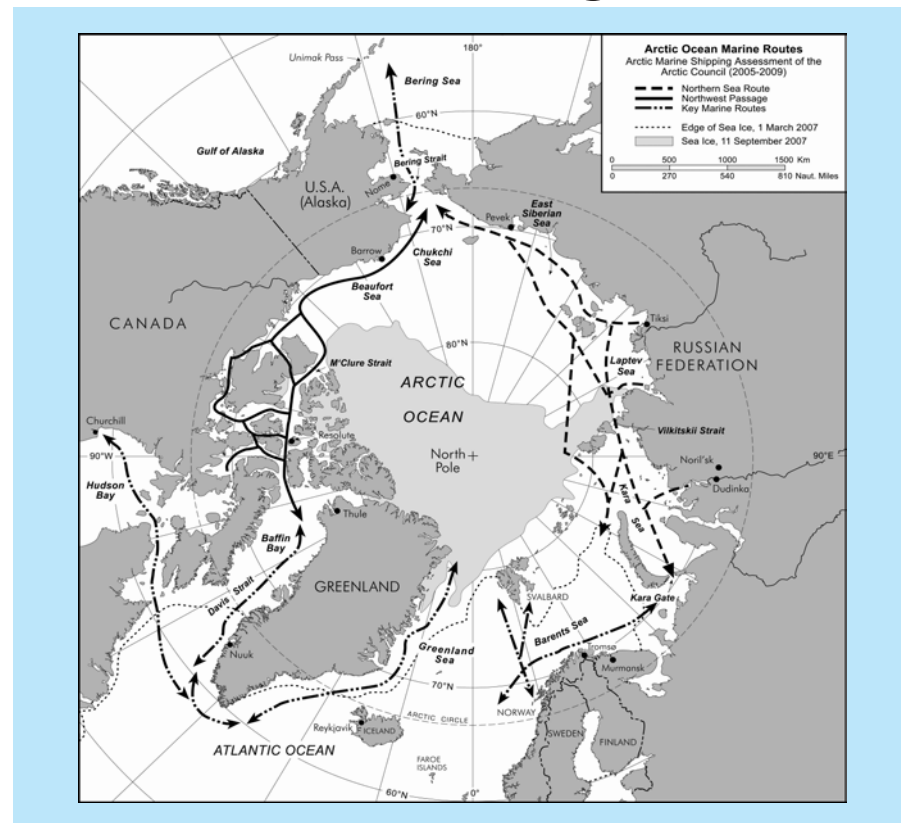 Arctic Ocean Marine Routes
Arctic Marine Shipping Assessment of the
Arctic Council (2005-2009)
Northern Sea Route
Northwest Passage
Key Marine Routes
Edge of Sea Ice, 1 March 2007
Sea Ice, 11 September 2007
0 500 1000 1500 Km
0 270 540 810 Naut. Miles
180°
Unimak Pass
Bering Sea
60°N
Gulf of Alaska
Bering Strait
Nome
U.S.A.
(Alaska)
Pevek
East
Siberian
Sea
70°N
Barrow
Chukchi
Sea
Beaufort
Sea
CANADA
Tiksi
80°N
RUSSIAN
FEDERATION
M'Clure Strait
Laptev
Sea
ARCTIC
OCEAN
Churchill
Resolute
Vilkitskii Strait
90°W
North
Pole
90°E
Noril'sk
Dudinka
Hudson
Bay
Kara
Sea
Thule
Baffin
Bay
GREENLAND
SVALBARD
Davis Strait
Kara Gate
Barents Sea
Greenland
Sea
Tromsø
Nuuk
Murmansk
70°N
NORWAY
ARCTIC CIRCLE
Reykjavik
ICELAND
SWEDEN
FINLAND
ATLANTIC OCEAN
FAROE
ISLANDS
60°N
0°